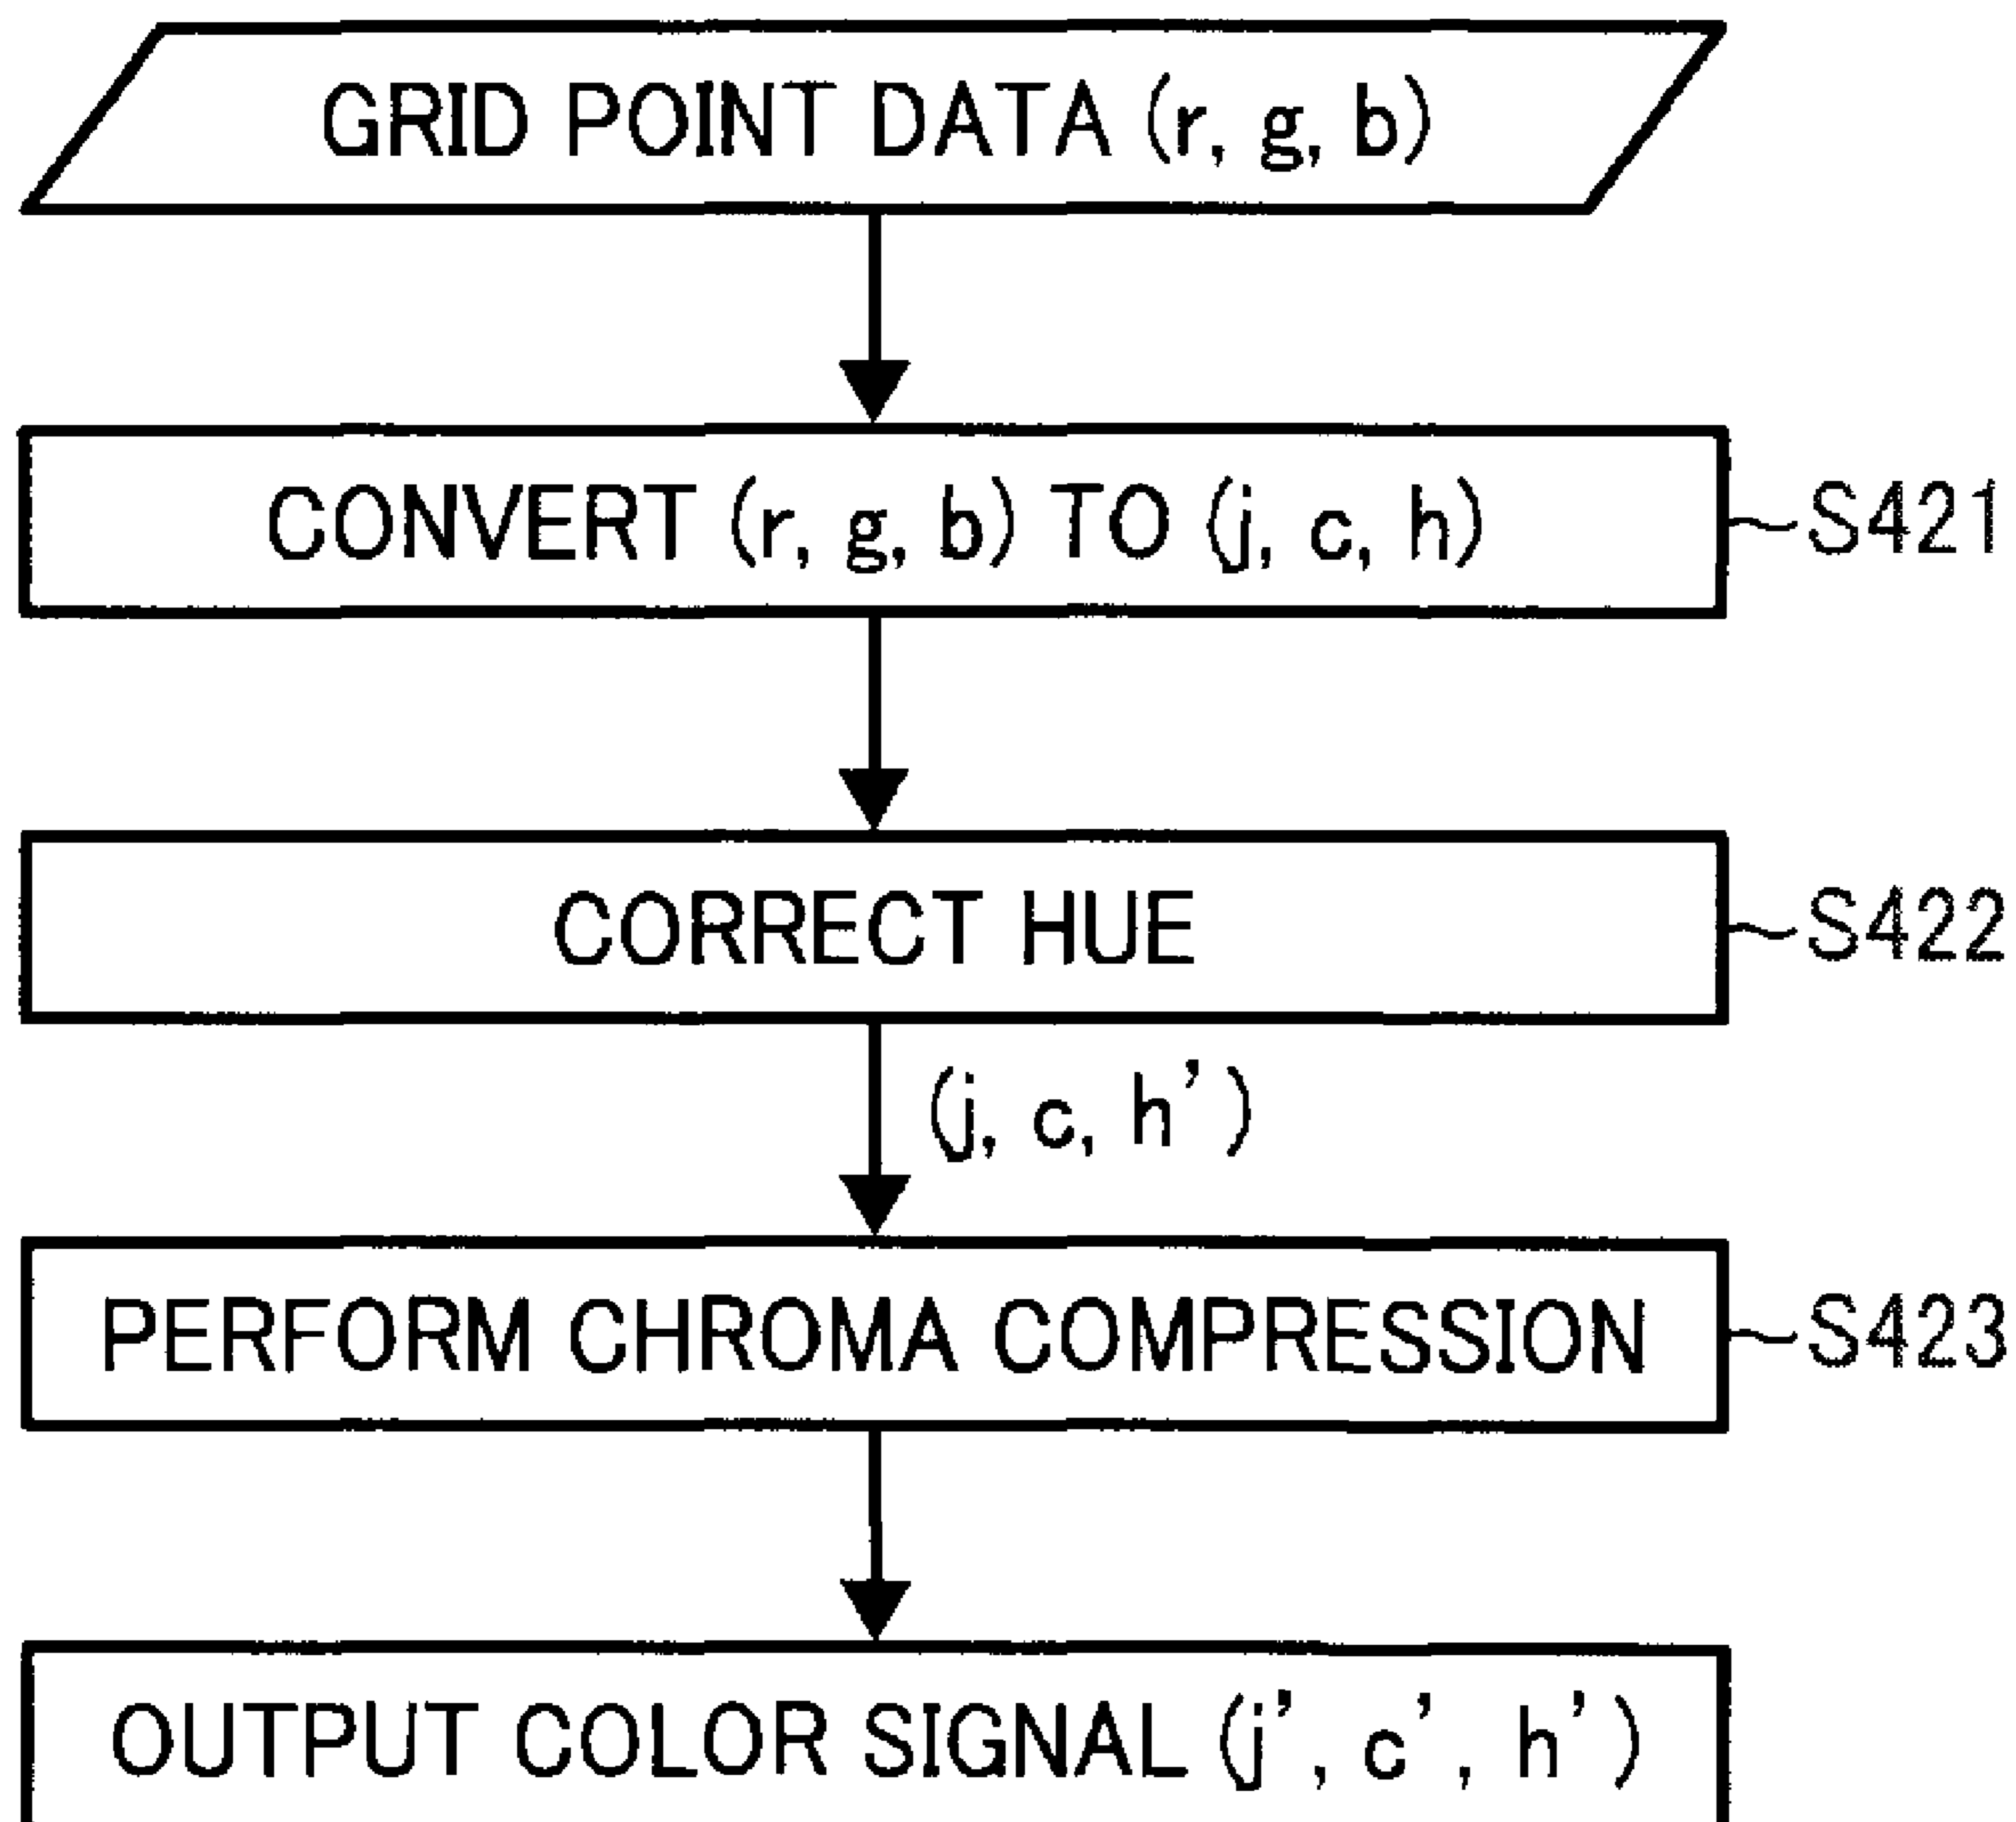 GRID POINT DATA (r, g, b)
CONVERT (r, g, b) TO (j, c, h)
S421
CORRECT HUE
S422
(j, c, h')
PERFORM CHROMA COMPRESSION
S423
OUTPUT COLOR SIGNAL (j', c', h')